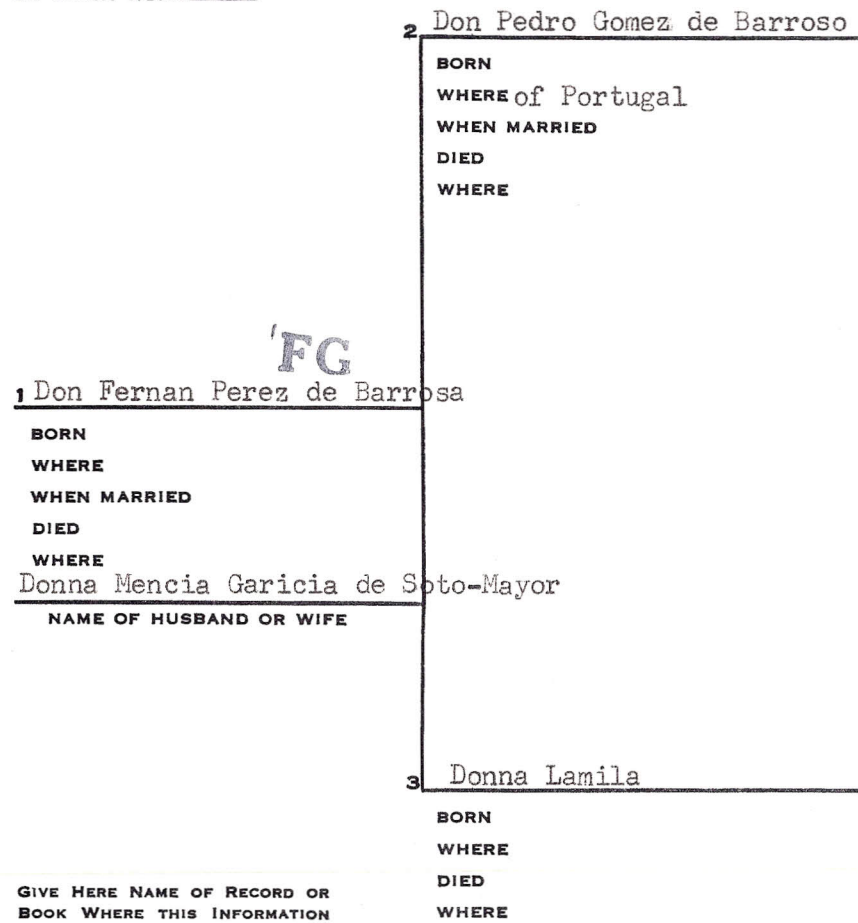 2 Don Pedro Gomez de Barroso
BORN
WHERE of Portugal
WHEN MARRIED
DIED
WHERE
'FG
1 Don Fernan Perez de Barrosa
BORN
WHERE
WHEN MARRIED
DIED
WHERE
Donna Mencia Garicia de Soto-Mayor
NAME OF HUSBAND OR WIFE
3 Donna Lamila
BORN
WHERE
DIED
WHERE
GIVE HERE NAME OF RECORD OR
BOOK WHERE THIS INFORMATION